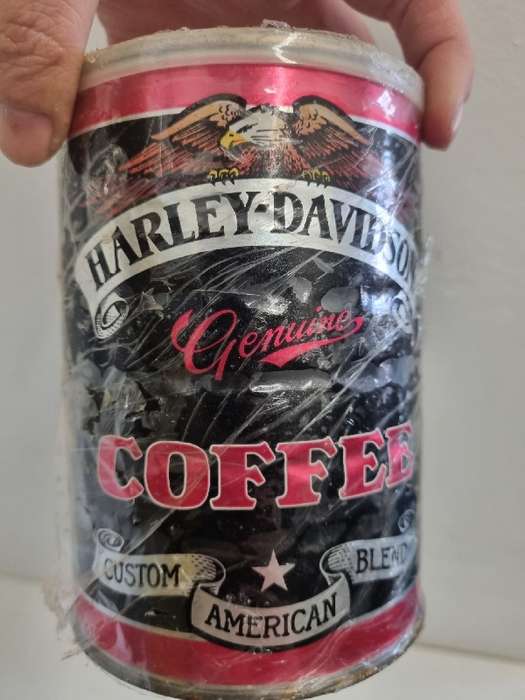 HARLEY-DAVIDSON
Genuine
COFFEE
CUSTOM
AMERICAN
BLEND